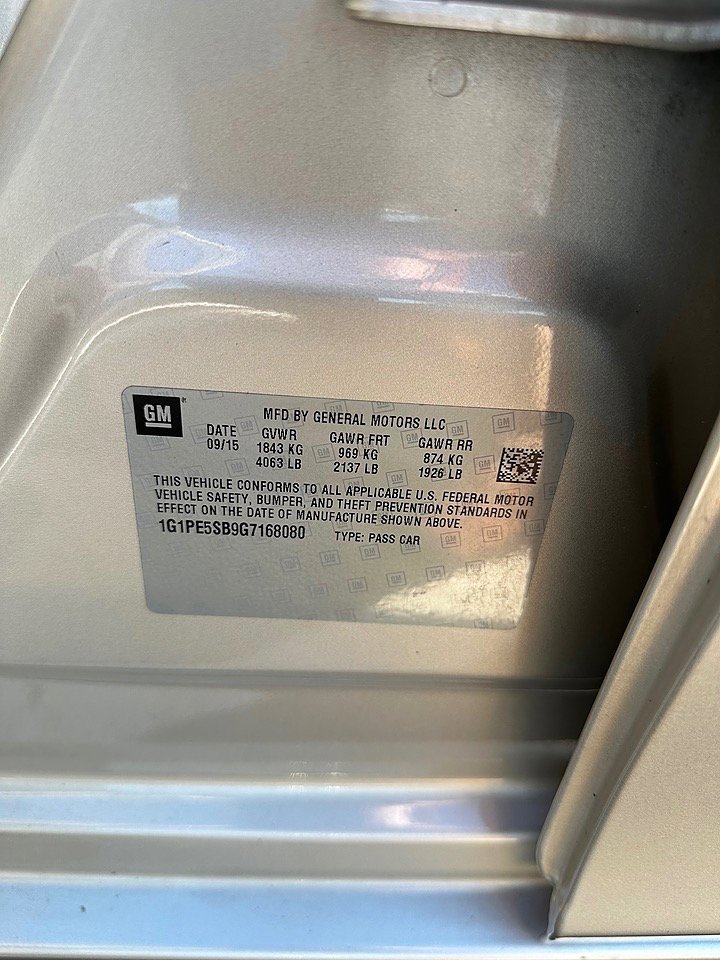 GM
MFD BY GENERAL MOTORS LLC
DATE GVWR GAWR FRT GAWR RR
09/15 1843 KG 969 KG 874 KG
4063 LB 2137 LB 1926 LB
THIS VEHICLE CONFORMS TO ALL APPLICABLE U.S. FEDERAL MOTOR
VEHICLE SAFETY, BUMPER, AND THEFT PREVENTION STANDARDS IN
EFFECT ON THE DATE OF MANUFACTURE SHOWN ABOVE.
1G1PE5SB9G7168080 TYPE: PASS CAR